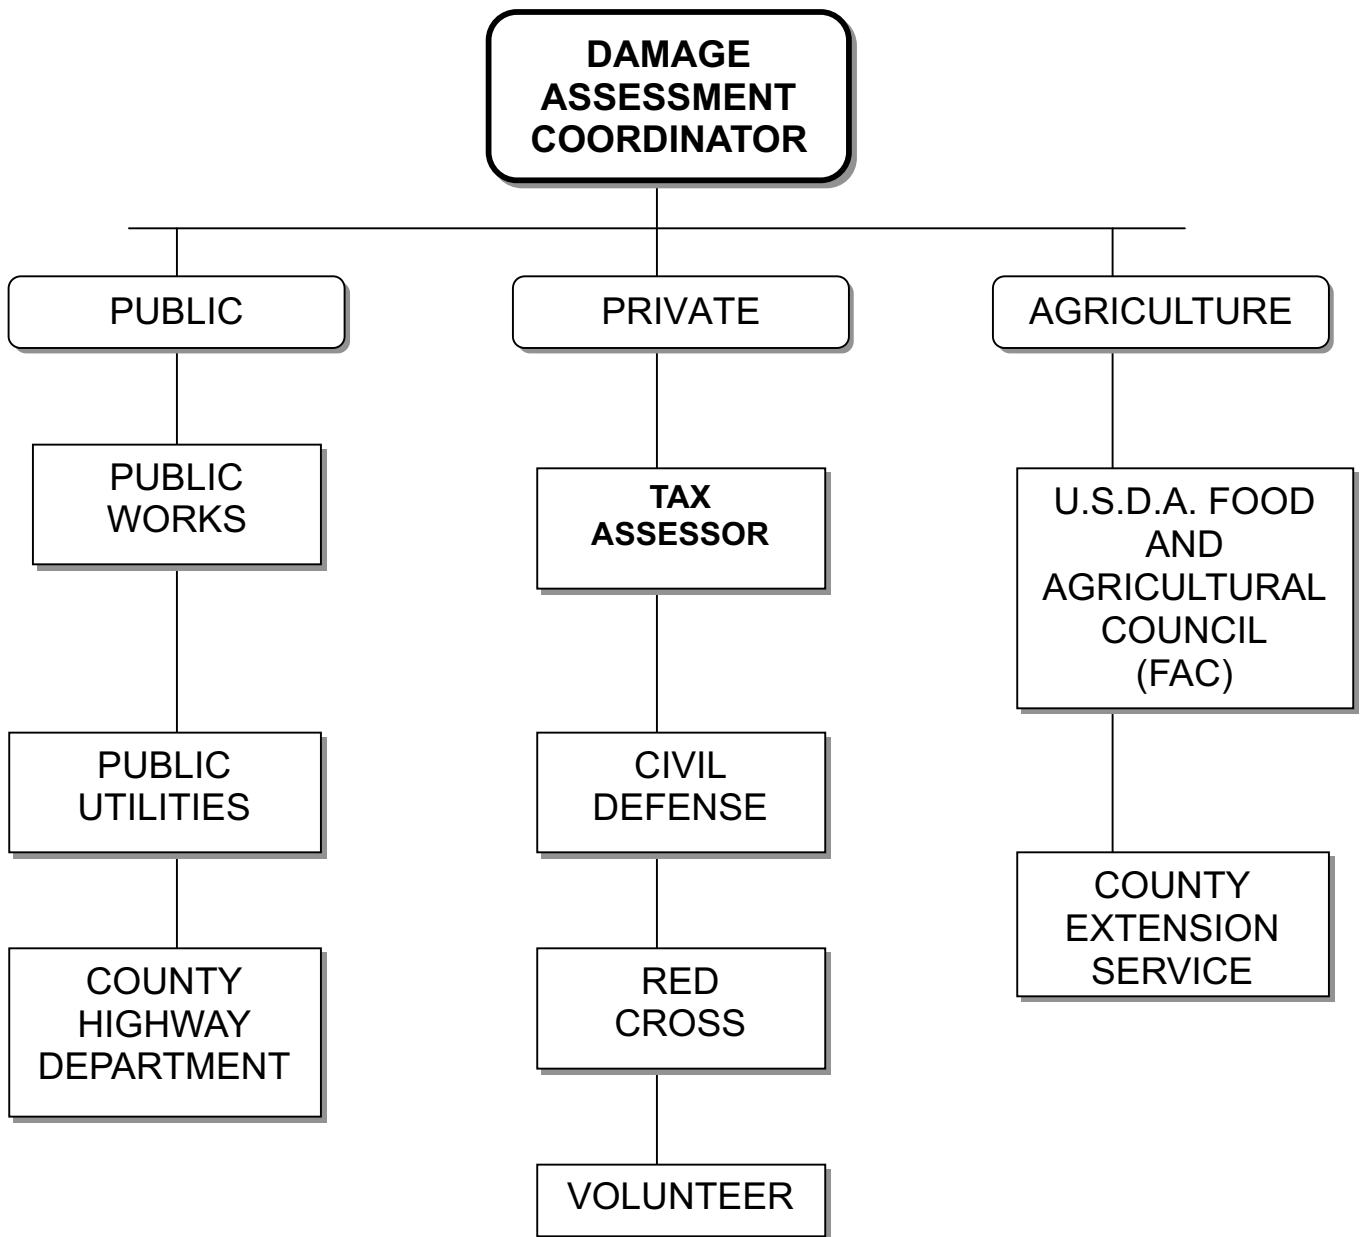 DAMAGE
ASSESSMENT
COORDINATOR
PUBLIC
PRIVATE
AGRICULTURE
PUBLIC
WORKS
TAX
ASSESSOR
U.S.D.A. FOOD
AND
AGRICULTURAL
COUNCIL
(FAC)
PUBLIC
UTILITIES
CIVIL
DEFENSE
COUNTY
EXTENSION
SERVICE
COUNTY
HIGHWAY
DEPARTMENT
RED
CROSS
VOLUNTEER